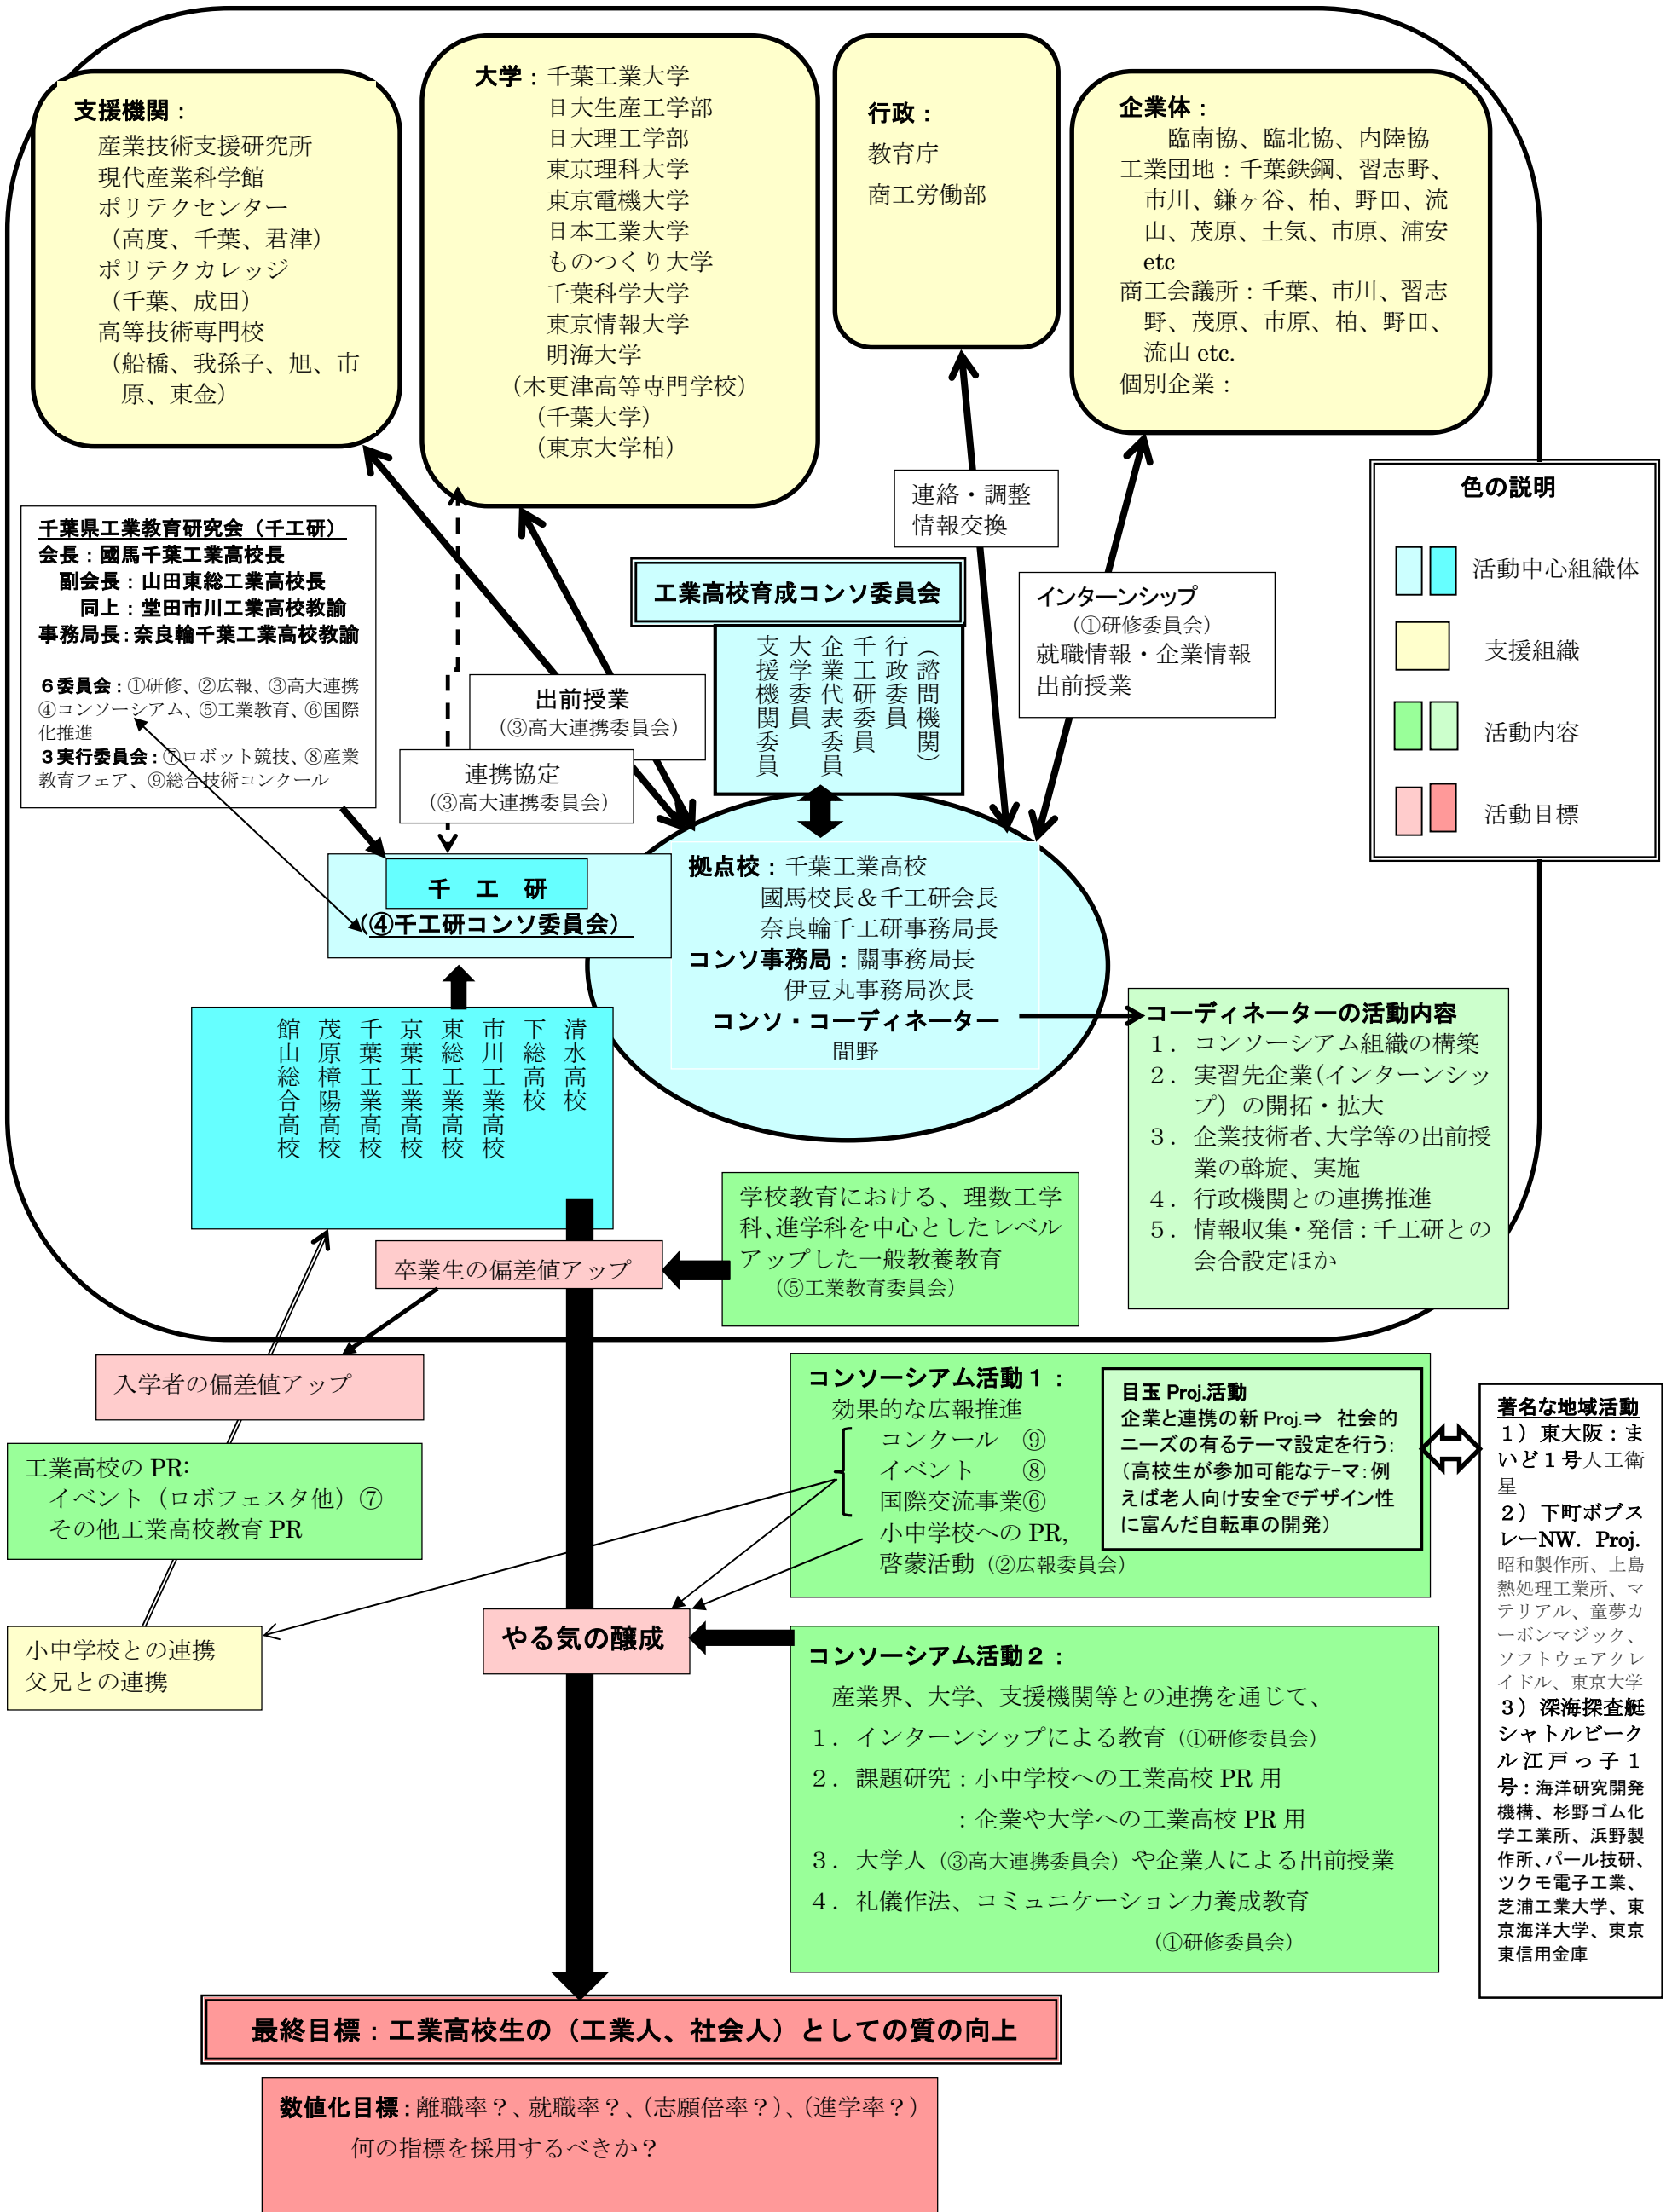 支援機関：
産業技術支援研究所
現代産業科学館
ポリテクセンター
（高度、千葉、君津）
ポリテクカレッジ
（千葉、成田）
高等技術専門校
（船橋、我孫子、旭、市
原、東金）
大学：千葉工業大学
日大生産工学部
日大理工学部
東京理科大学
東京電機大学
日本工業大学
ものつくり大学
千葉科学大学
東京情報大学
明海大学
（木更津高等専門学校）
（千葉大学）
（東京大学柏）
行政：
教育庁
商工労働部
企業体：
臨南協、臨北協、内陸協
工業団地：千葉鉄鋼、習志野、
市川、鎌ヶ谷、柏、野田、流
山、茂原、土気、市原、浦安
etc
商工会議所：千葉、市川、習志
野、茂原、市原、柏、野田、
流山 etc.
個別企業：
色の説明
活動中心組織体
支援組織
活動内容
活動目標
千葉県工業教育研究会（千工研）
会長：國馬千葉工業高校長
副会長：山田東総工業高校長
同上：堂田市川工業高校教諭
事務局長：奈良輪千葉工業高校教諭
６委員会：①研修、②広報、③高大連携
④コンソーシアム、⑤工業教育、⑥国際
化推進
３実行委員会：⑦ロボット競技、⑧産業
教育フェア、⑨総合技術コンクール
連絡・調整
情報交換
インターンシップ
（①研修委員会）
就職情報・企業情報
出前授業
出前授業
（③高大連携委員会）
連携協定
（③高大連携委員会）
工業高校育成コンソ委員会
（諮問機関）
行政委員
千工研委員
企業代表委員
大学委員
支援機関委員
千 工 研
（④千工研コンソ委員会）
拠点校：千葉工業高校
國馬校長＆千工研会長
奈良輪千工研事務局長
コンソ事務局：關事務局長
伊豆丸事務局次長
コンソ・コーディネーター
間野
清水高校
下総高校
市川工業高校
東総工業高校
京葉工業高校
千葉工業高校
茂原樟陽高校
館山総合高校
コーディネーターの活動内容
１．コンソーシアム組織の構築
２．実習先企業（インターンシッ
プ）の開拓・拡大
３．企業技術者、大学等の出前授
業の斡旋、実施
４．行政機関との連携推進
５．情報収集・発信：千工研との
会合設定ほか
学校教育における、理数工学
科、進学科を中心としたレベル
アップした一般教養教育
（⑤工業教育委員会）
卒業生の偏差値アップ
入学者の偏差値アップ
工業高校の PR:
イベント（ロボフェスタ他）⑦
その他工業高校教育 PR
小中学校との連携
父兄との連携
コンソーシアム活動１：
効果的な広報推進
コンクール ⑨
イベント ⑧
国際交流事業⑥
小中学校への PR,
啓蒙活動（②広報委員会）
目玉 Proj.活動
企業と連携の新 Proj.⇒ 社会的
ニーズの有るテーマ設定を行う：
（高校生が参加可能なテーマ：例
えば老人向け安全でデザイン性
に富んだ自転車の開発）
著名な地域活動
１）東大阪：ま
いど１号人工衛
星
２）下町ボブス
レーNW．Proj.
昭和製作所、上島
熱処理工業所、マ
テリアル、童夢カ
ーボンマジック、
ソフトウェアクレ
イドル、東京大学
３）深海探査艇
シャトルビーク
ル江戸っ子１
号：海洋研究開発
機構、杉野ゴム化
学工業所、浜野製
作所、パール技研、
ツクモ電子工業、
芝浦工業大学、東
京海洋大学、東京
東信用金庫
やる気の醸成
コンソーシアム活動２：
産業界、大学、支援機関等との連携を通じて、
１．インターンシップによる教育（①研修委員会）
２．課題研究：小中学校への工業高校 PR 用
：企業や大学への工業高校 PR 用
３．大学人（③高大連携委員会）や企業人による出前授業
４．礼儀作法、コミュニケーション力養成教育
（①研修委員会）
最終目標：工業高校生の（工業人、社会人）としての質の向上
数値化目標：離職率？、就職率？、（志願倍率？）、（進学率？）
何の指標を採用するべきか？